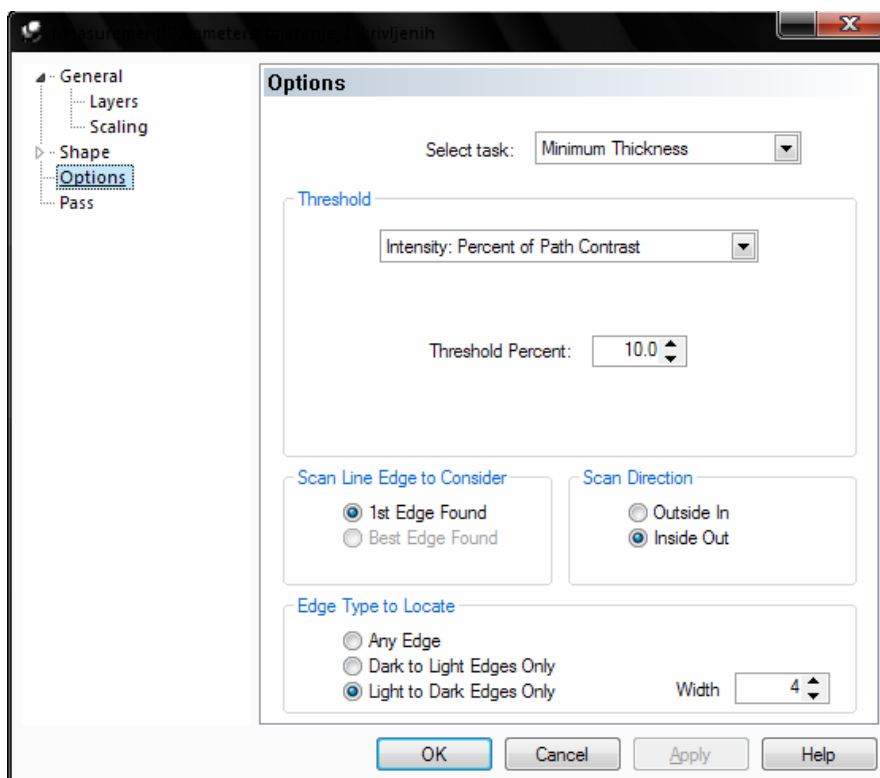 General
Layers
Scaling
Shape
Options
Pass
Options
Select task: Minimum Thickness
Threshold
Intensity: Percent of Path Contrast
Threshold Percent: 10.0
Scan Line Edge to Consider
1st Edge Found
Best Edge Found
Scan Direction
Outside In
Inside Out
Edge Type to Locate
Any Edge
Dark to Light Edges Only
Light to Dark Edges Only
Width 4
OK Cancel Apply Help